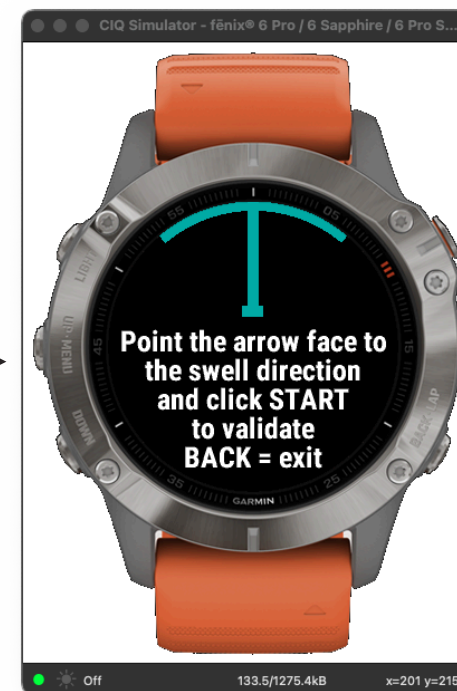 CIQ Simulator - fēnix® 6 Pro / 6 Sapphire / 6 Pro S...
55
05
LIGHT
UP·MENU
45
15
Point the arrow face to
the swell direction
and click START
to validate
BACK = exit
DOWN
BACK LAP
35
25
GARMIN
Off
133.5/1275.4kB
x=201 y=215